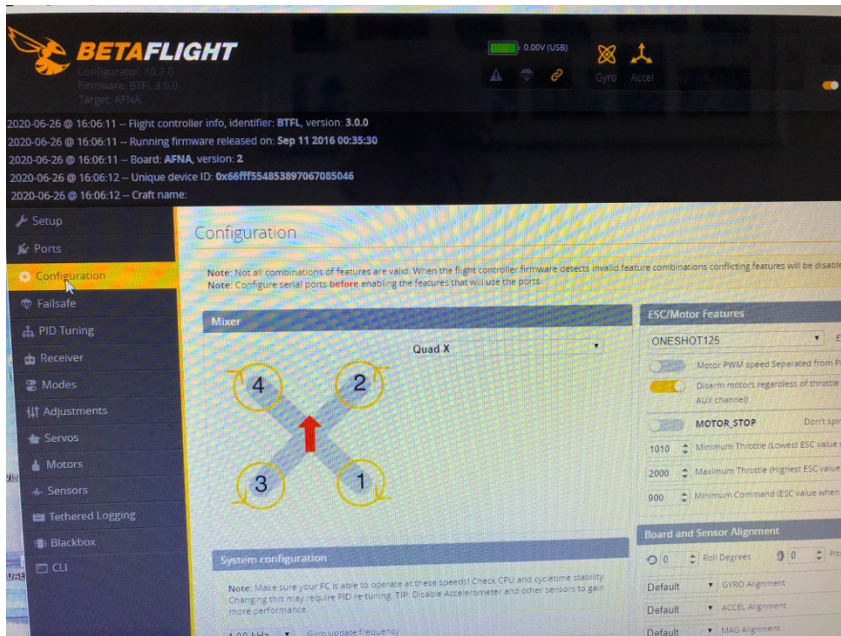 BETAFLIGHT
Configurator: 10.7.0
Firmware: BTFL 3.0.0
Target: AFNA
0.00V (USB)
Gyro Accel
2020-06-26 @ 16:06:11 -- Flight controller info, identifier: BTFL, version: 3.0.0
2020-06-26 @ 16:06:11 -- Running firmware released on: Sep 11 2016 00:35:30
2020-06-26 @ 16:06:11 -- Board: AFNA, version: 2
2020-06-26 @ 16:06:12 -- Unique device ID: 0x66fff554853897067085046
2020-06-26 @ 16:06:12 -- Craft name:
Setup
Ports
Configuration
Failsafe
PID Tuning
Receiver
Modes
Adjustments
Servos
Motors
Sensors
Tethered Logging
Blackbox
CLI
Configuration
Note: Not all combinations of features are valid. When the flight controller firmware detects invalid feature combinations conflicting features will be disable
Note: Configure serial ports before enabling the features that will use the ports.
Mixer
Quad X
4
2
3
1
System configuration
Note: Make sure your FC is able to operate at these speeds! Check CPU and cycletime stability.
Changing this may require PID re-tuning. TIP: Disable Accelerometer and other sensors to gain
more performance.
Gyro update frequency
ESC/Motor Features
ONESHOT125
Motor PWM speed Separated from P
Disarm motors regardless of throttle
AUX channel)
MOTOR_STOP Don't spin
1010 Minimum Throttle (Lowest ESC value
2000 Maximum Throttle (Highest ESC value
900 Minimum Command (ESC value when
Board and Sensor Alignment
0 Roll Degrees 0 Pit
Default GYRO Alignment
Default ACCEL Alignment
Default MAG Alignment